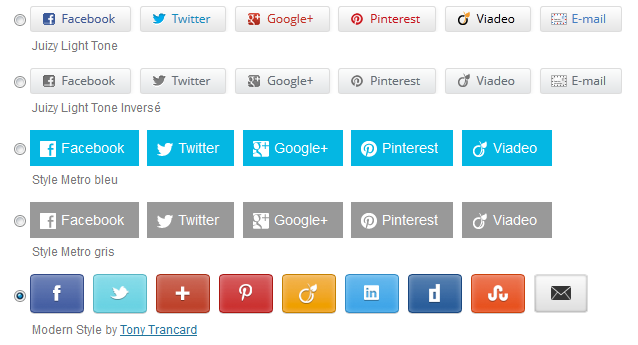 Facebook Twitter Google+ Pinterest Viadeo E-mail
Juizy Light Tone
Facebook Twitter Google+ Pinterest Viadeo E-mail
Juizy Light Tone Inversé
Facebook Twitter Google+ Pinterest Viadeo
Style Metro bleu
Facebook Twitter Google+ Pinterest Viadeo
Style Metro gris
Modern Style by Tony Trancard